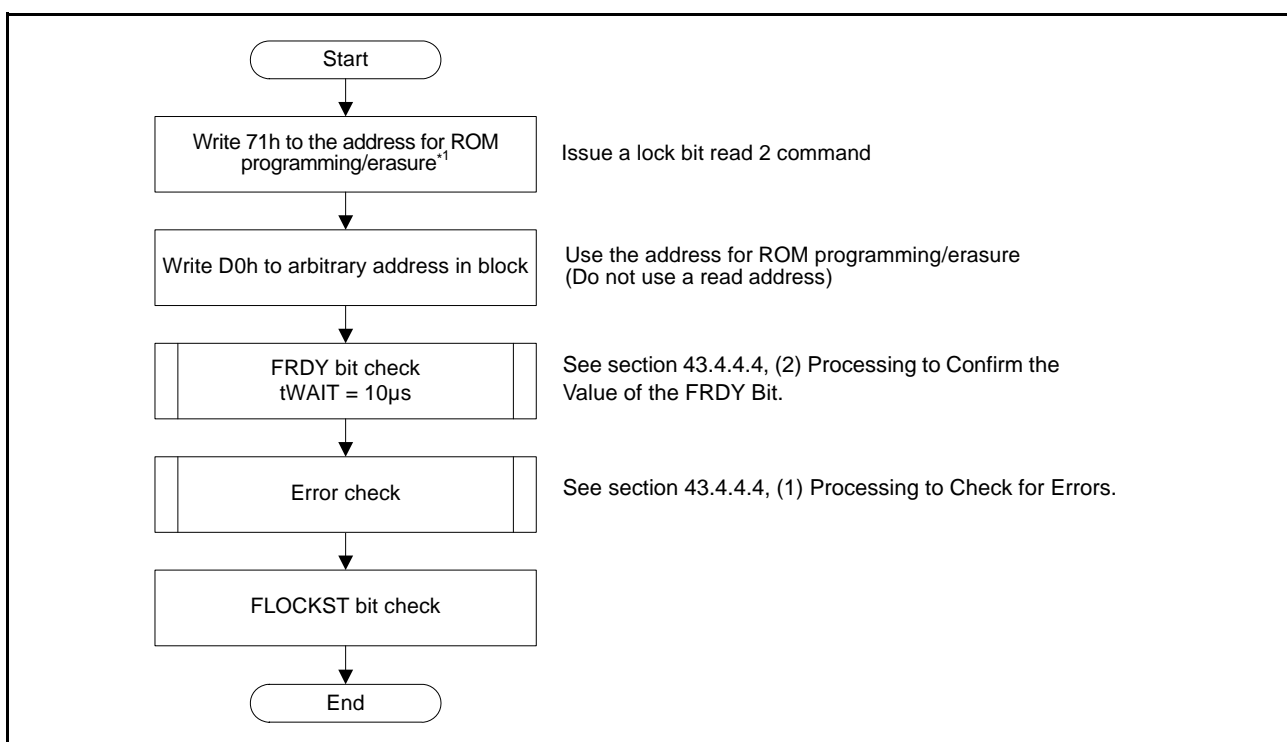 Start
Write 71h to the address for ROM
programming/erasure*1
Issue a lock bit read 2 command
Write D0h to arbitrary address in block
Use the address for ROM programming/erasure
(Do not use a read address)
FRDY bit check
tWAIT = 10µs
See section 43.4.4.4, (2) Processing to Confirm the
Value of the FRDY Bit.
Error check
See section 43.4.4.4, (1) Processing to Check for Errors.
FLOCKST bit check
End